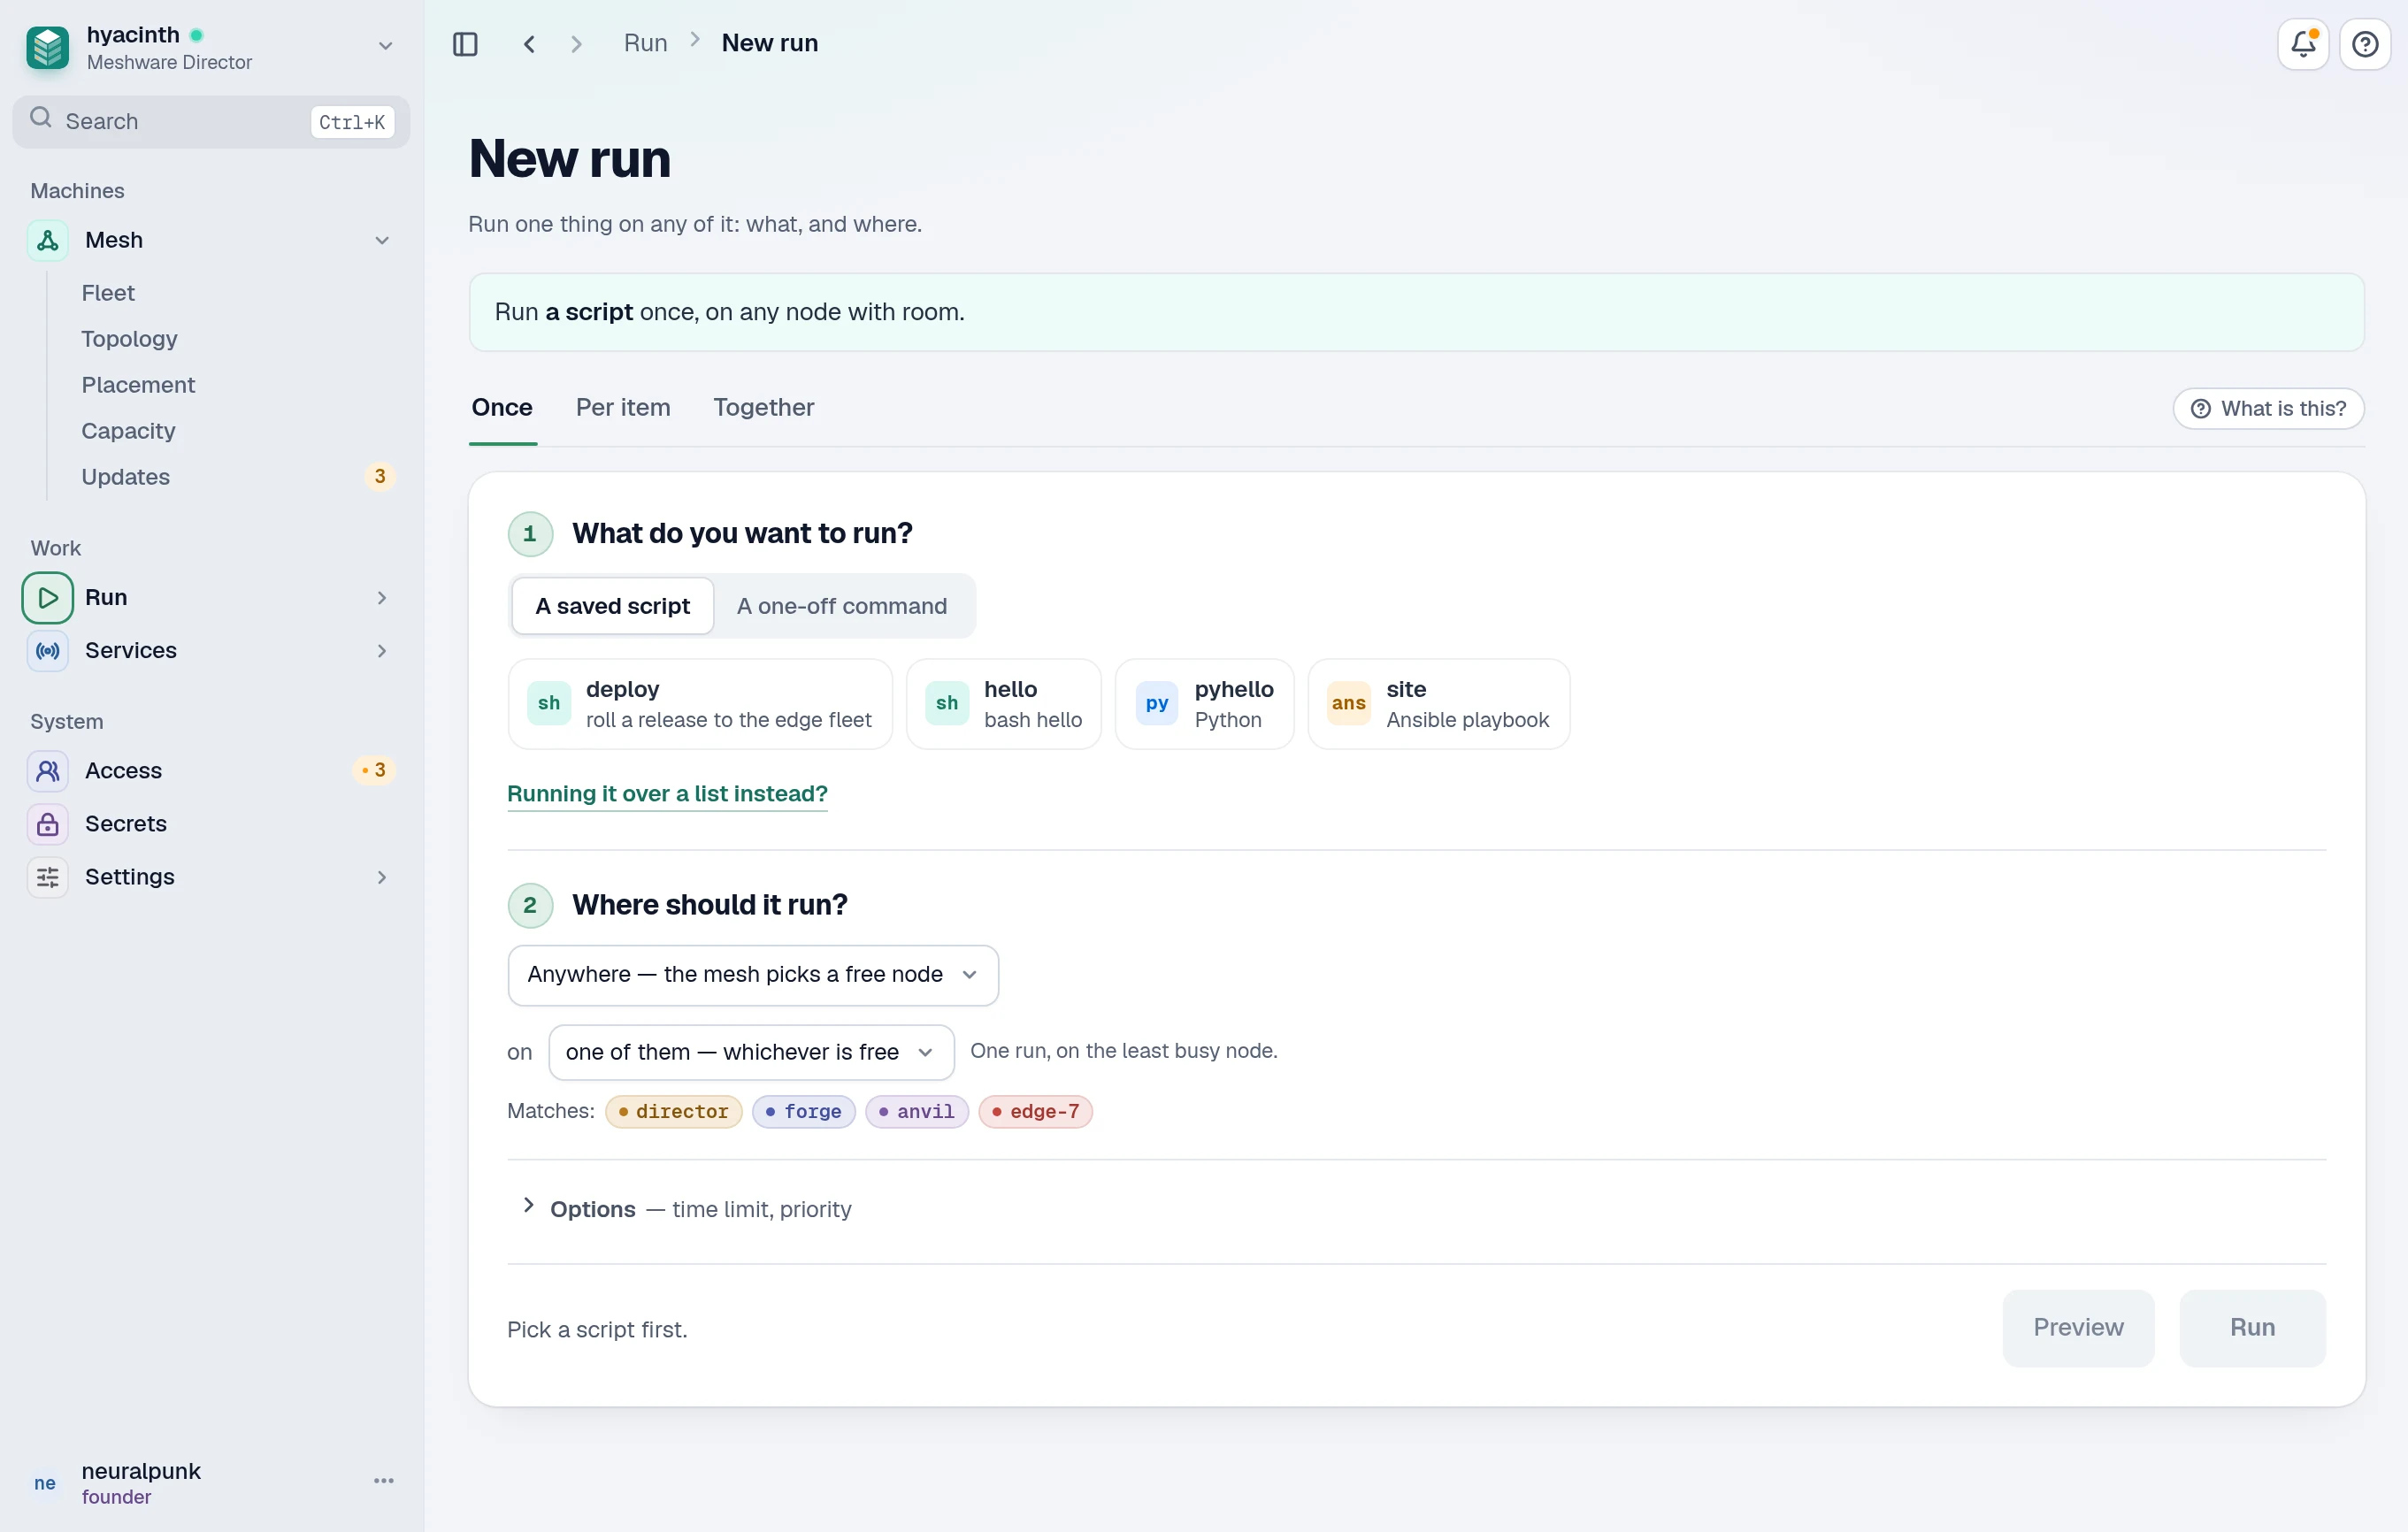 hyacinth
Meshware Director
Search
Ctrl+K
Machines
Mesh
Fleet
Topology
Placement
Capacity
Updates 3
Work
Run
Services
System
Access 3
Secrets
Settings
ne
neuralpunk
founder
Run New run
New run
Run one thing on any of it: what, and where.
Run a script once, on any node with room.
Once Per item Together
What is this?
1 What do you want to run?
A saved script A one-off command
sh deploy
roll a release to the edge fleet
sh hello
bash hello
py pyhello
Python
ans site
Ansible playbook
Running it over a list instead?
2 Where should it run?
Anywhere — the mesh picks a free node
on one of them — whichever is free One run, on the least busy node.
Matches: director forge anvil edge-7
Options — time limit, priority
Pick a script first.
Preview Run